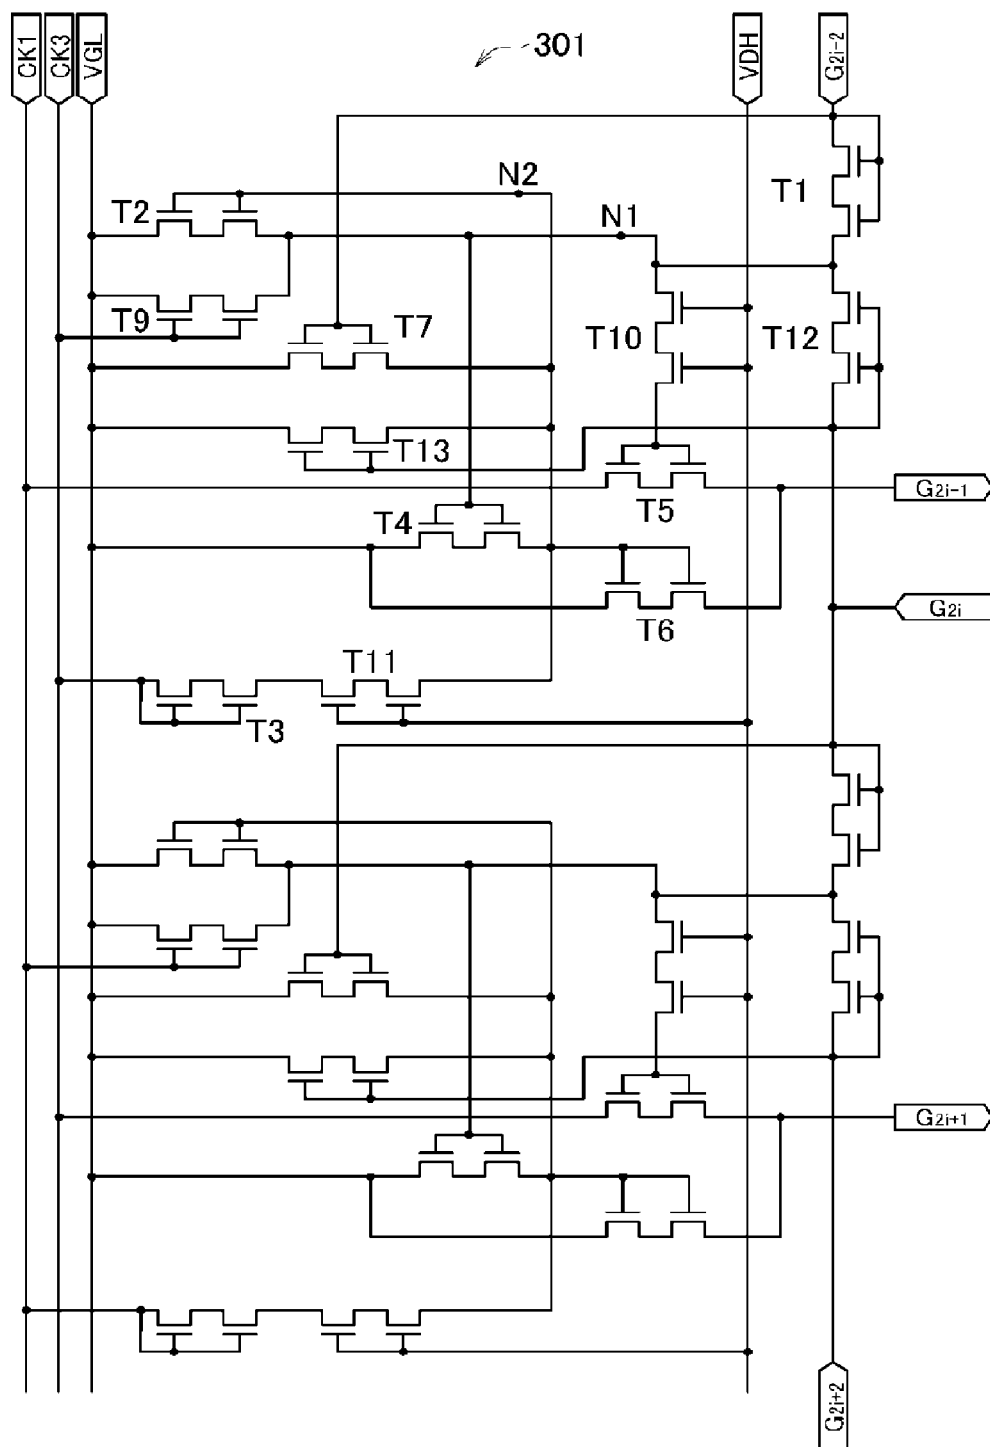 CK1 CK3 VGL 301 VDH G2i-2
T1
N2
T2
N1
T9 T7 T10 T12
T13
G2i-1
T5
T4
G2i
T6
T11
T3
G2i+1
G2i+2